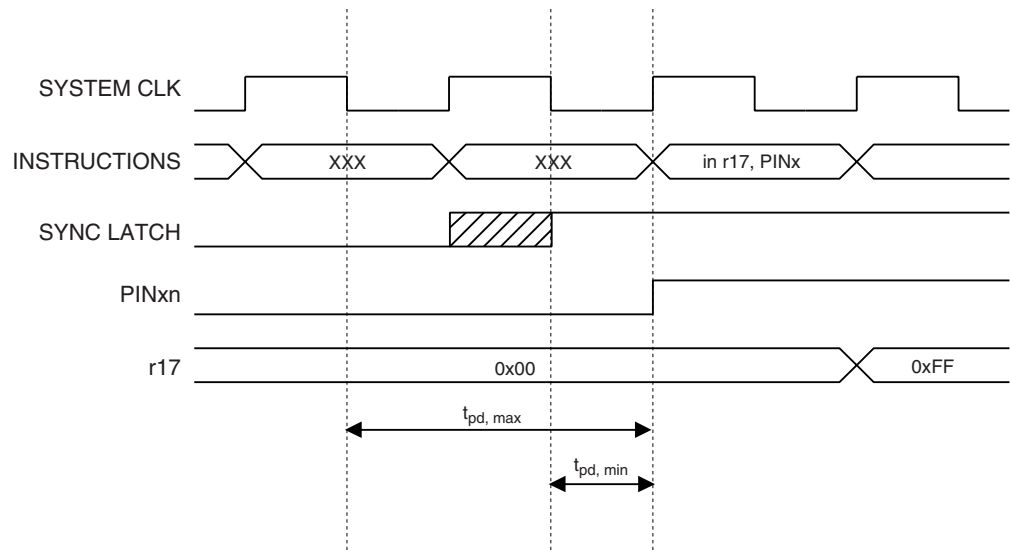 SYSTEM CLK
INSTRUCTIONS XXX XXX in r17, PINx
SYNC LATCH
PINxn
r17 0x00 0xFF
tpd, max
tpd, min